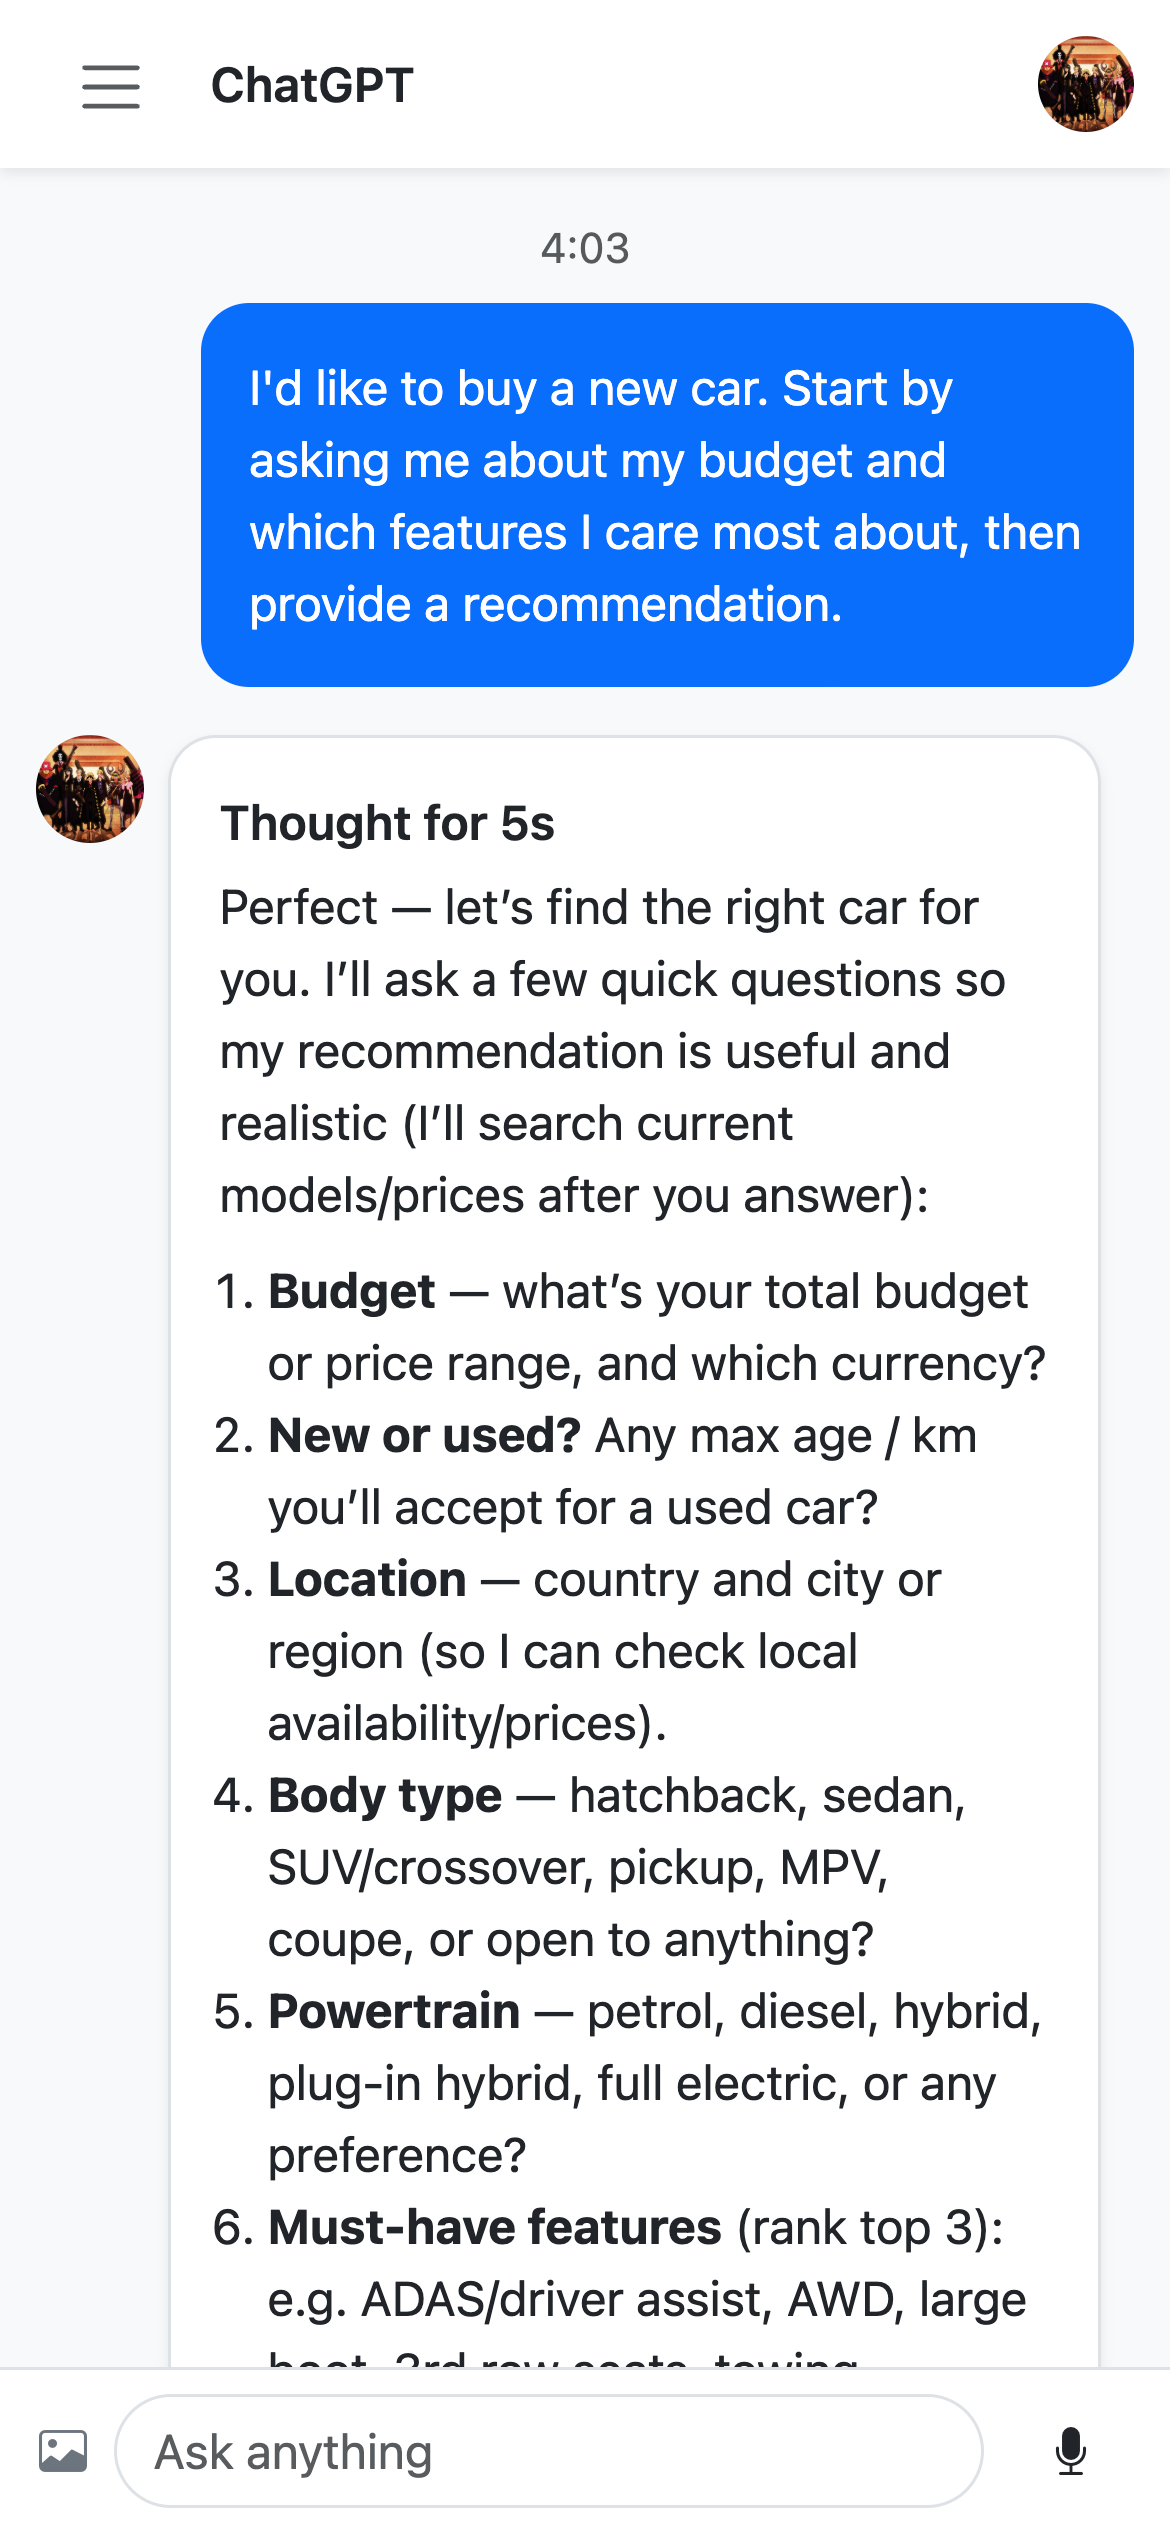 ChatGPT
4:03
I'd like to buy a new car. Start by
asking me about my budget and
which features I care most about, then
provide a recommendation.
Thought for 5s
Perfect — let’s find the right car for
you. I’ll ask a few quick questions so
my recommendation is useful and
realistic (I’ll search current
models/prices after you answer):
1. Budget — what’s your total budget
or price range, and which currency?
2. New or used? Any max age / km
you’ll accept for a used car?
3. Location — country and city or
region (so I can check local
availability/prices).
4. Body type — hatchback, sedan,
SUV/crossover, pickup, MPV,
coupe, or open to anything?
5. Powertrain — petrol, diesel, hybrid,
plug-in hybrid, full electric, or any
preference?
6. Must-have features (rank top 3):
e.g. ADAS/driver assist, AWD, large
boot, 3rd row seats, towing
Ask anything